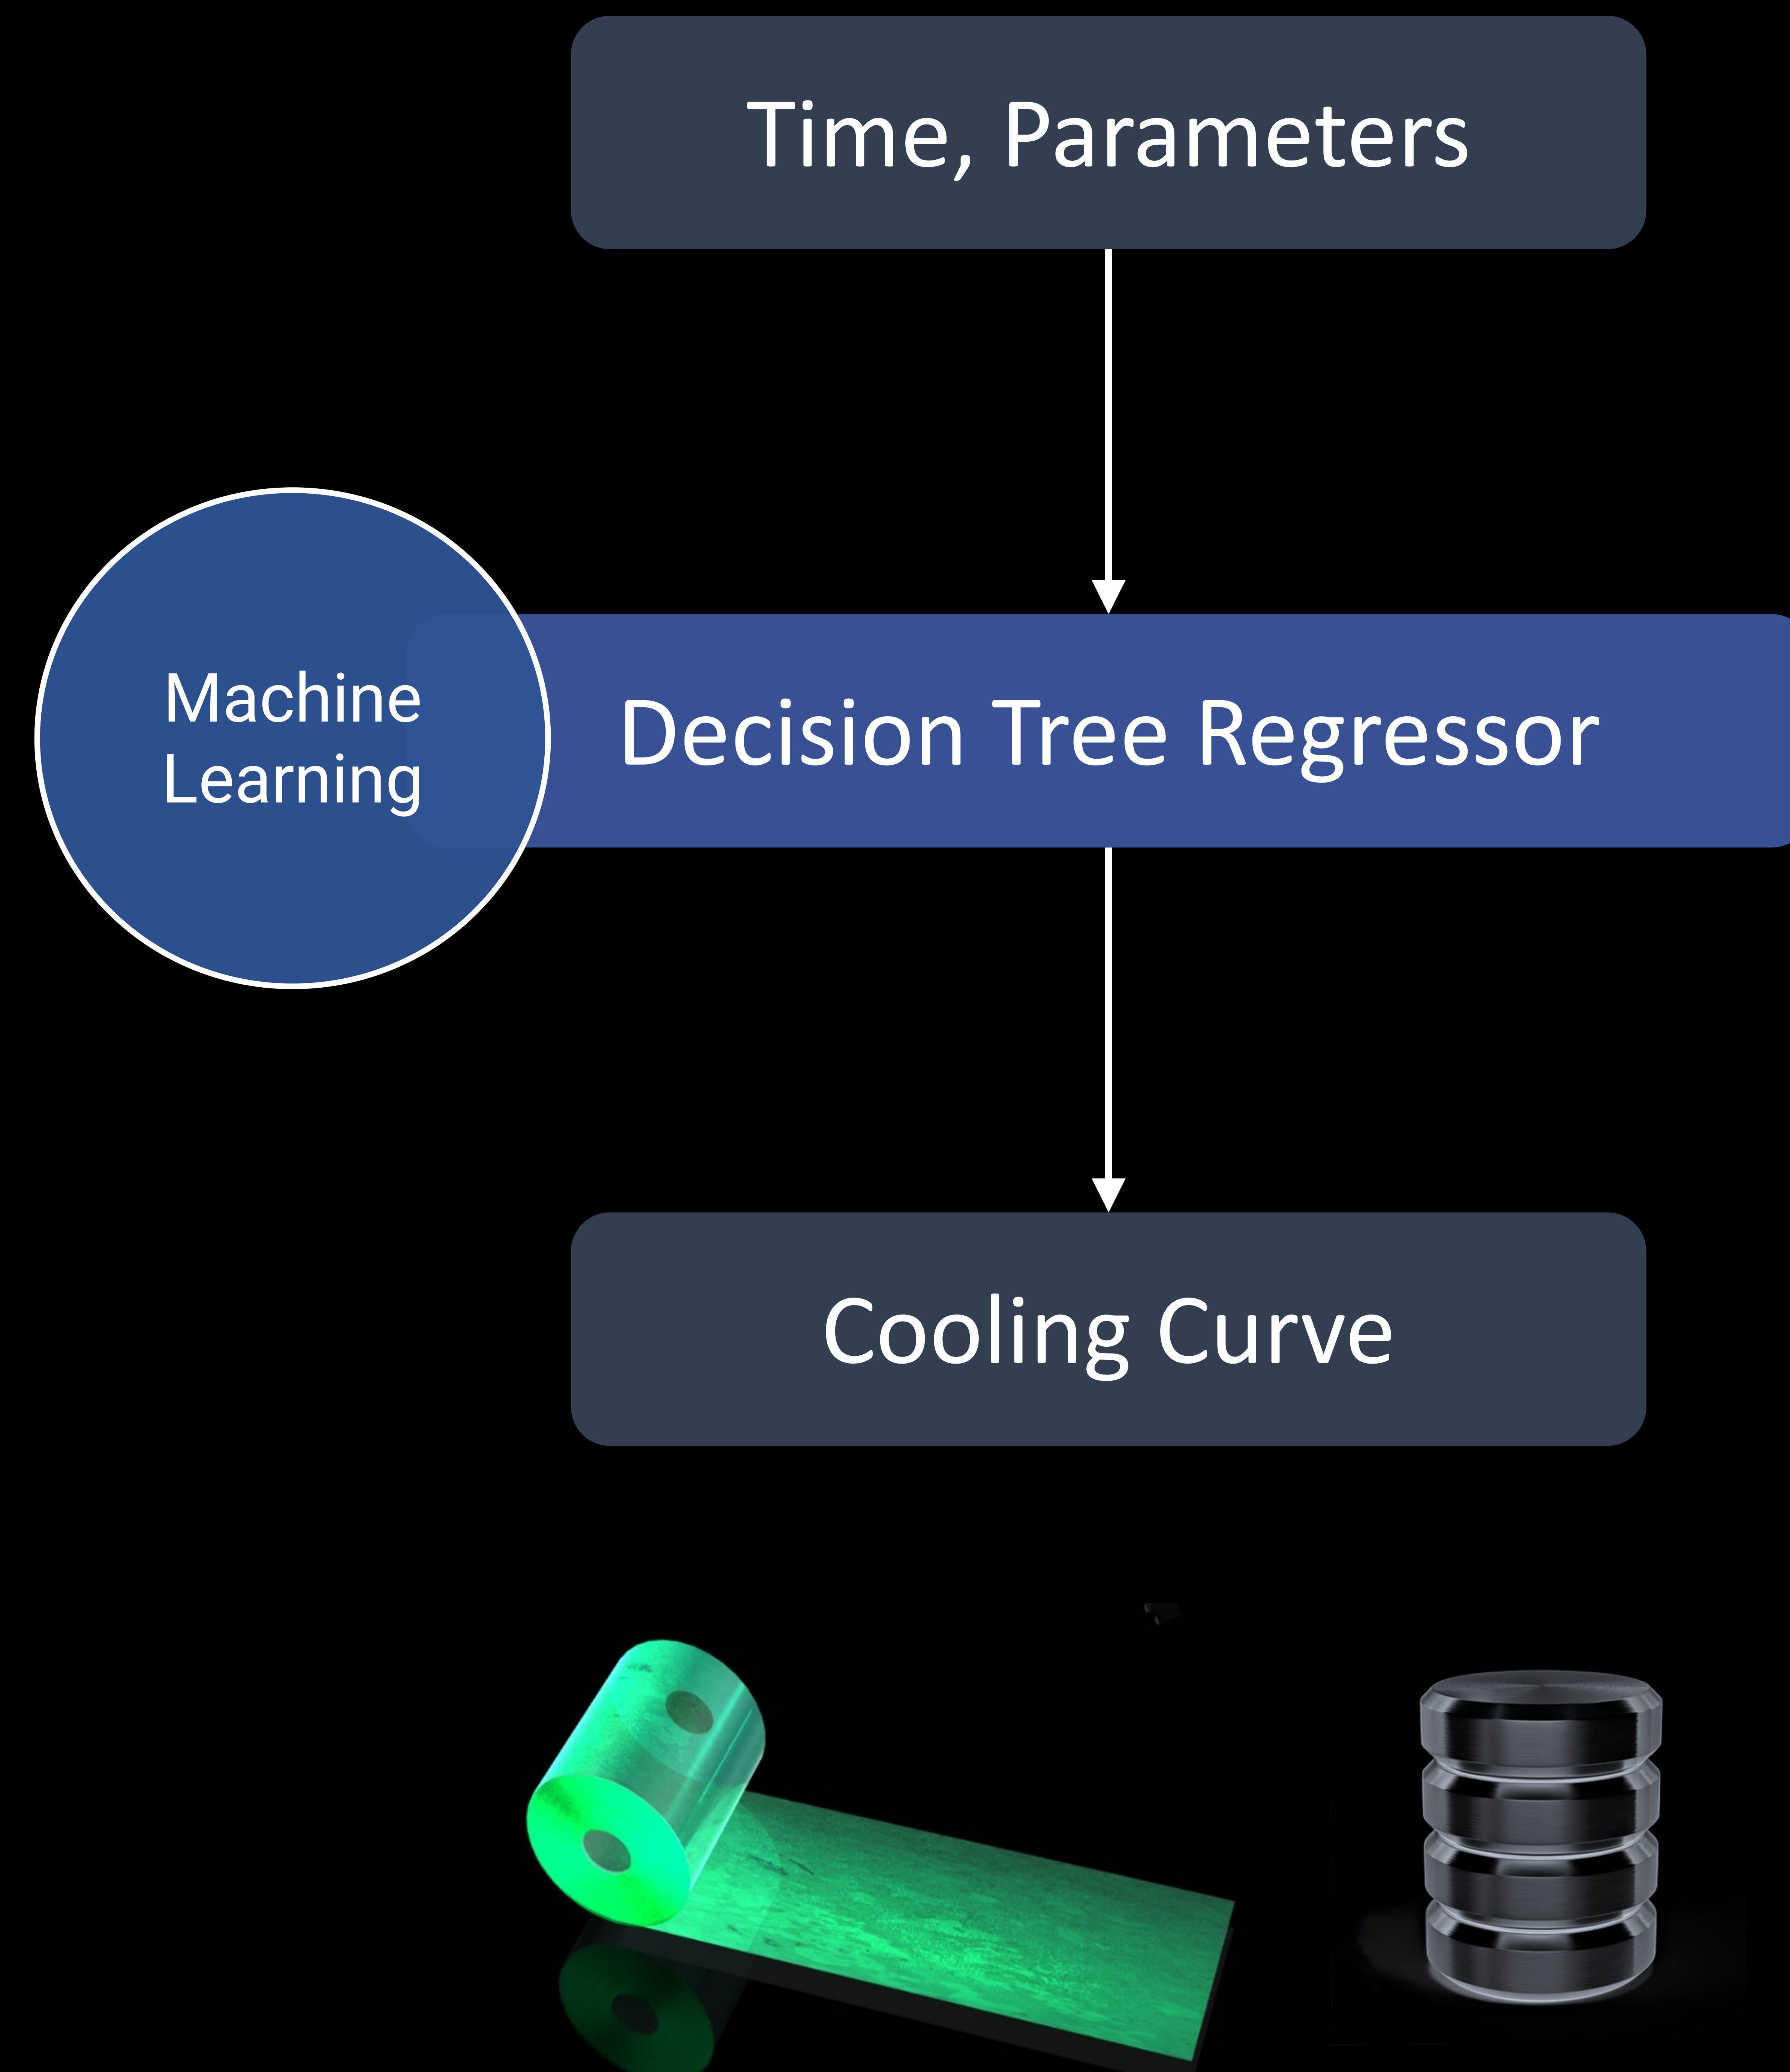 Time, Parameters
Machine
Learning
Decision Tree Regressor
Cooling Curve